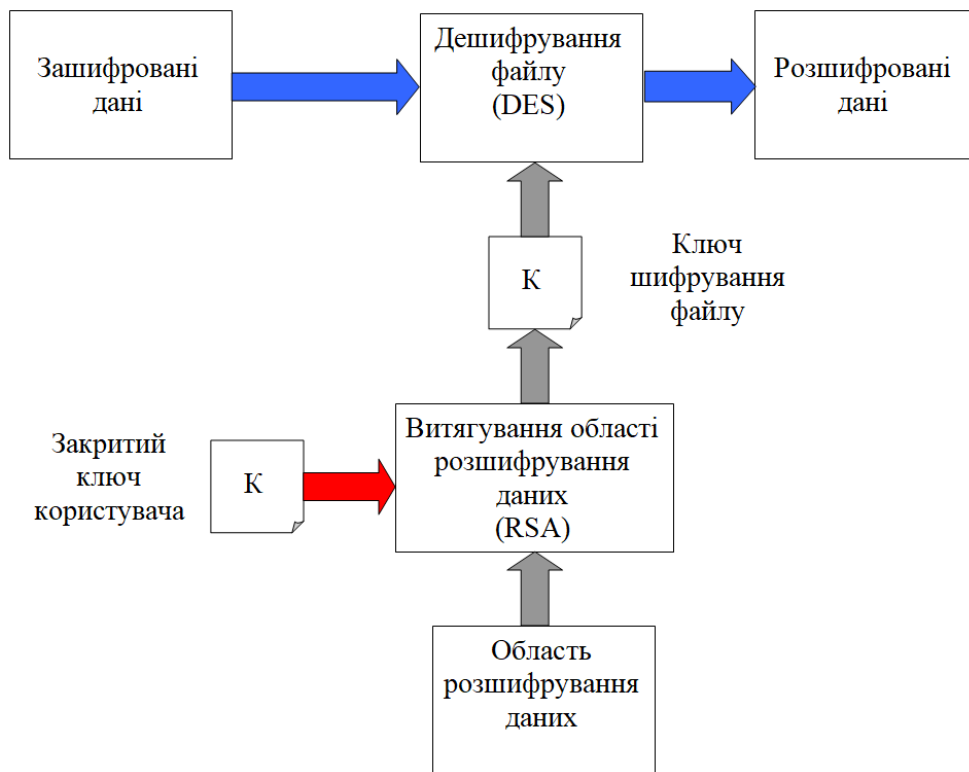 Зашифровані
дані
Дешифрування
файлу
(DES)
Розшифровані
дані
К
Ключ
шифрування
файлу
Закритий
ключ
користувача
К
Витягування області
розшифрування
даних
(RSA)
Область
розшифрування
даних